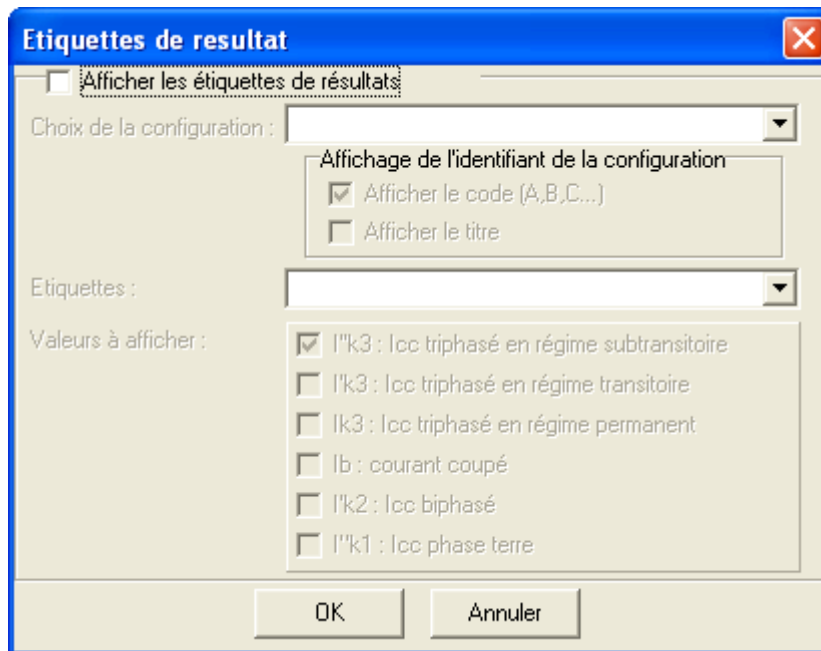 Etiquettes de resultat
Afficher les étiquettes de résultats
Choix de la configuration :
Affichage de l'identifiant de la configuration
Afficher le code (A,B,C...)
Afficher le titre
Etiquettes :
Valeurs à afficher :
I"k3 : Icc triphasé en régime subtransitoire
I'k3 : Icc triphasé en régime transitoire
Ik3 : Icc triphasé en régime permanent
Ib : courant coupé
I'k2 : Icc biphasé
I"k1 : Icc phase terre
OK Annuler